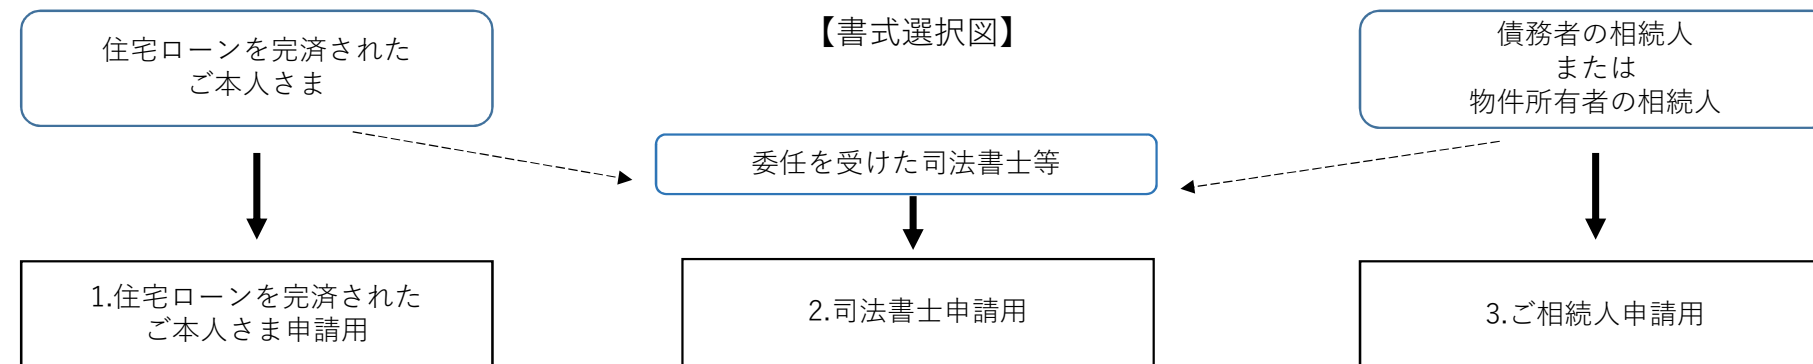 【書式選択図】
住宅ローンを完済された
ご本人さま
債務者の相続人
または
物件所有者の相続人
委任を受けた司法書士等
1.住宅ローンを完済された
ご本人さま申請用
2.司法書士申請用
3.ご相続人申請用